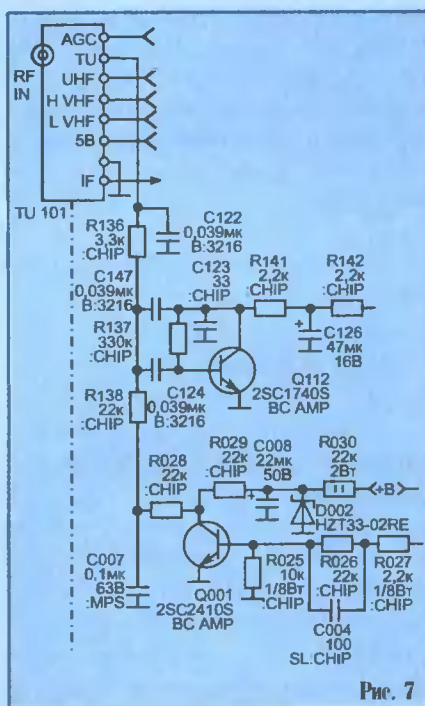 AGC
TU
RF
IN
UHF
H VHF
L VHF
5В
IF
TU 101
R136
3,3к
:CHIP
C122
0,039мк
B:3216
C147
0,039мк
B:3216
C123
33
:CHIP
R141
2,2к
:CHIP
R142
2,2к
:CHIP
R137
330к
:CHIP
C126
47мк
16В
R138
22к
:CHIP
C124
0,039мк
B:3216
Q112
2SC1740S
BC AMP
R029
22к
:CHIP
C008
22мк
50В
R030
22к
2Вт
+В
R028
22к
:CHIP
D002
HZT33-02RE
C007
0,1мк
63В
:MPS
Q001
2SC2410S
BC AMP
R025
10к
1/8Вт
:CHIP
R026
22к
:CHIP
R027
2,2к
1/8Вт
:CHIP
C004
100
SL:CHIP
Рис. 7